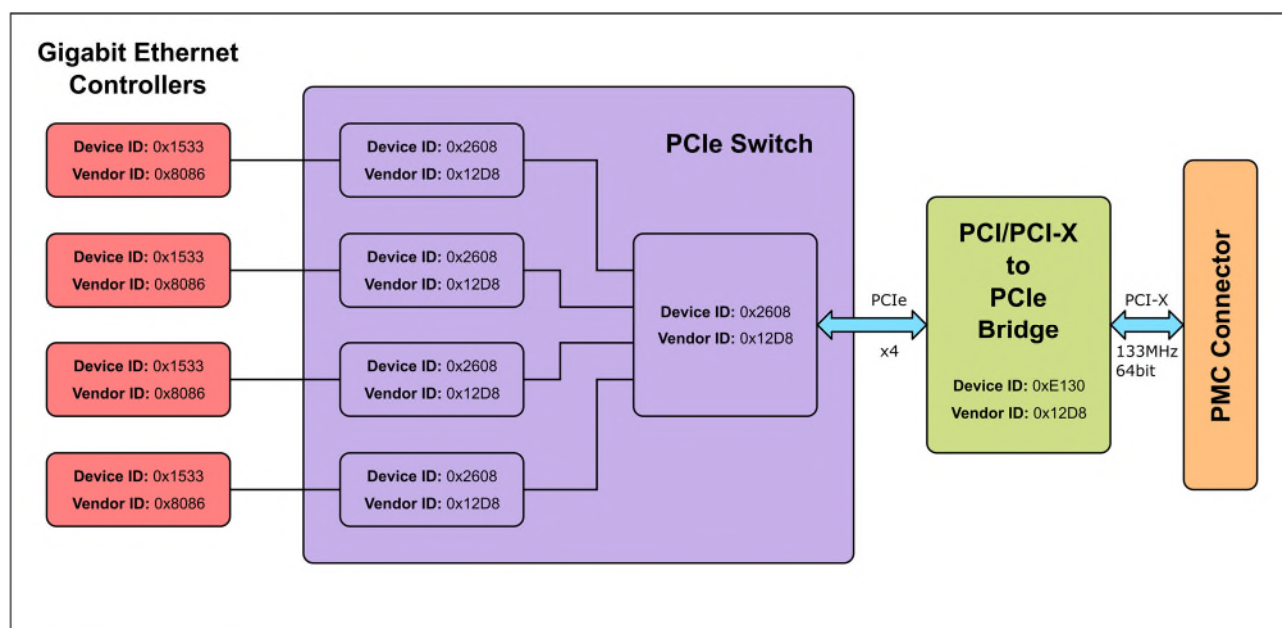 Gigabit Ethernet
Controllers
Device ID: 0x1533
Vendor ID: 0x8086
Device ID: 0x1533
Vendor ID: 0x8086
Device ID: 0x1533
Vendor ID: 0x8086
Device ID: 0x1533
Vendor ID: 0x8086
PCIe Switch
Device ID: 0x2608
Vendor ID: 0x12D8
Device ID: 0x2608
Vendor ID: 0x12D8
Device ID: 0x2608
Vendor ID: 0x12D8
Device ID: 0x2608
Vendor ID: 0x12D8
Device ID: 0x2608
Vendor ID: 0x12D8
PCIe
x4
PCI/PCI-X
to
PCIe
Bridge
Device ID: 0xE130
Vendor ID: 0x12D8
PCI-X
133MHz
64bit
PMC Connector